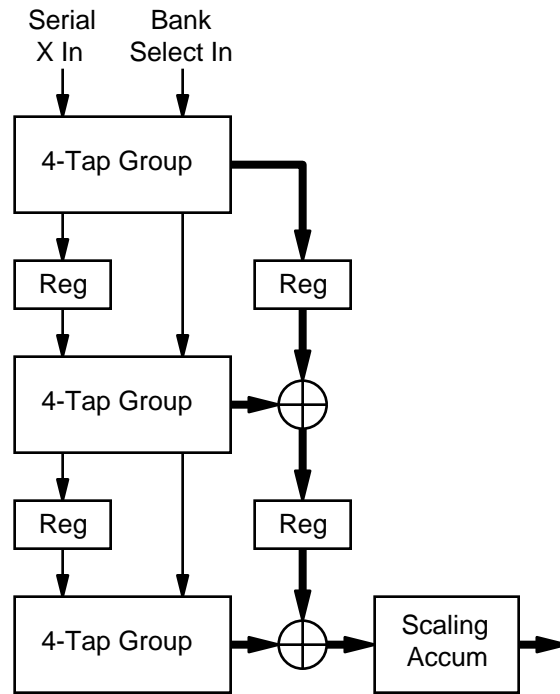 Serial
X In
Bank
Select In
4-Tap Group
Reg
Reg
4-Tap Group
Reg
Reg
4-Tap Group
Scaling
Accum